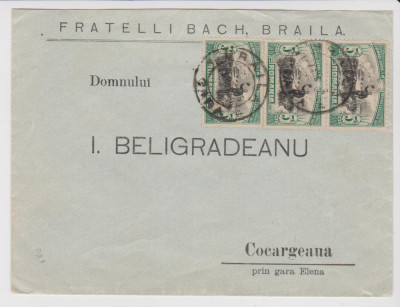 FRATELLI BACH, BRAILA.
Domnului
I. BELIGRADEANU
Cocargeaua
prin gara Elena